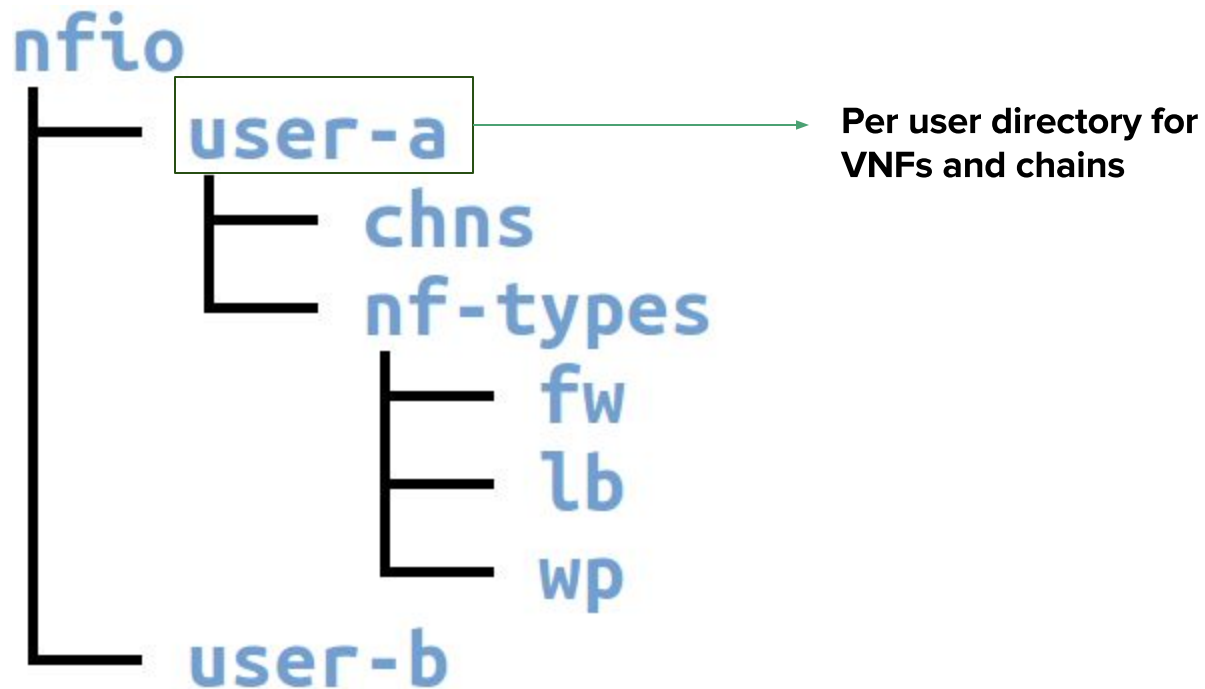 nfio
user-a
Per user directory for
VNFs and chains
chns
nf-types
fw
lb
wp
user-b